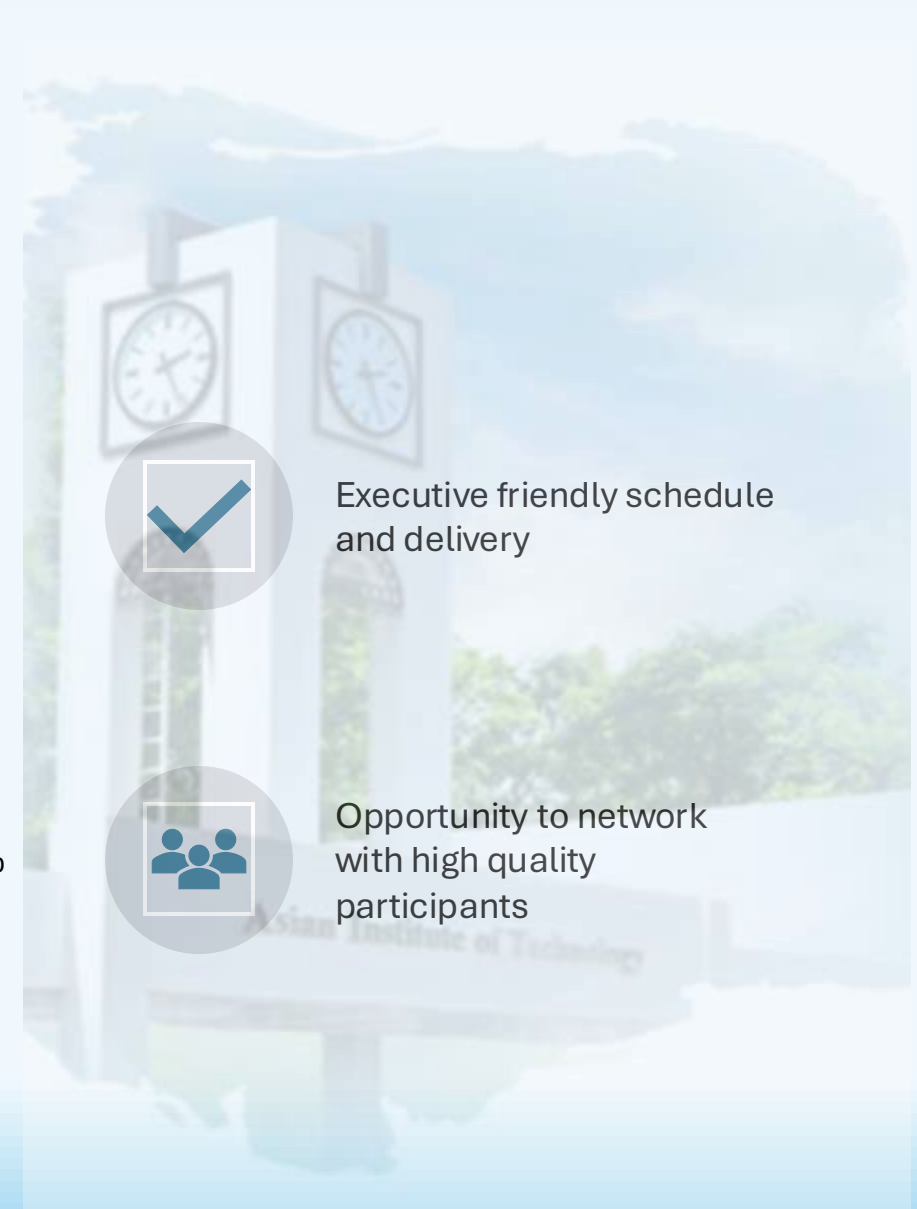 Executive friendly schedule
and delivery
Opportunity to network
with high quality
participants
Asian Institute of Technology